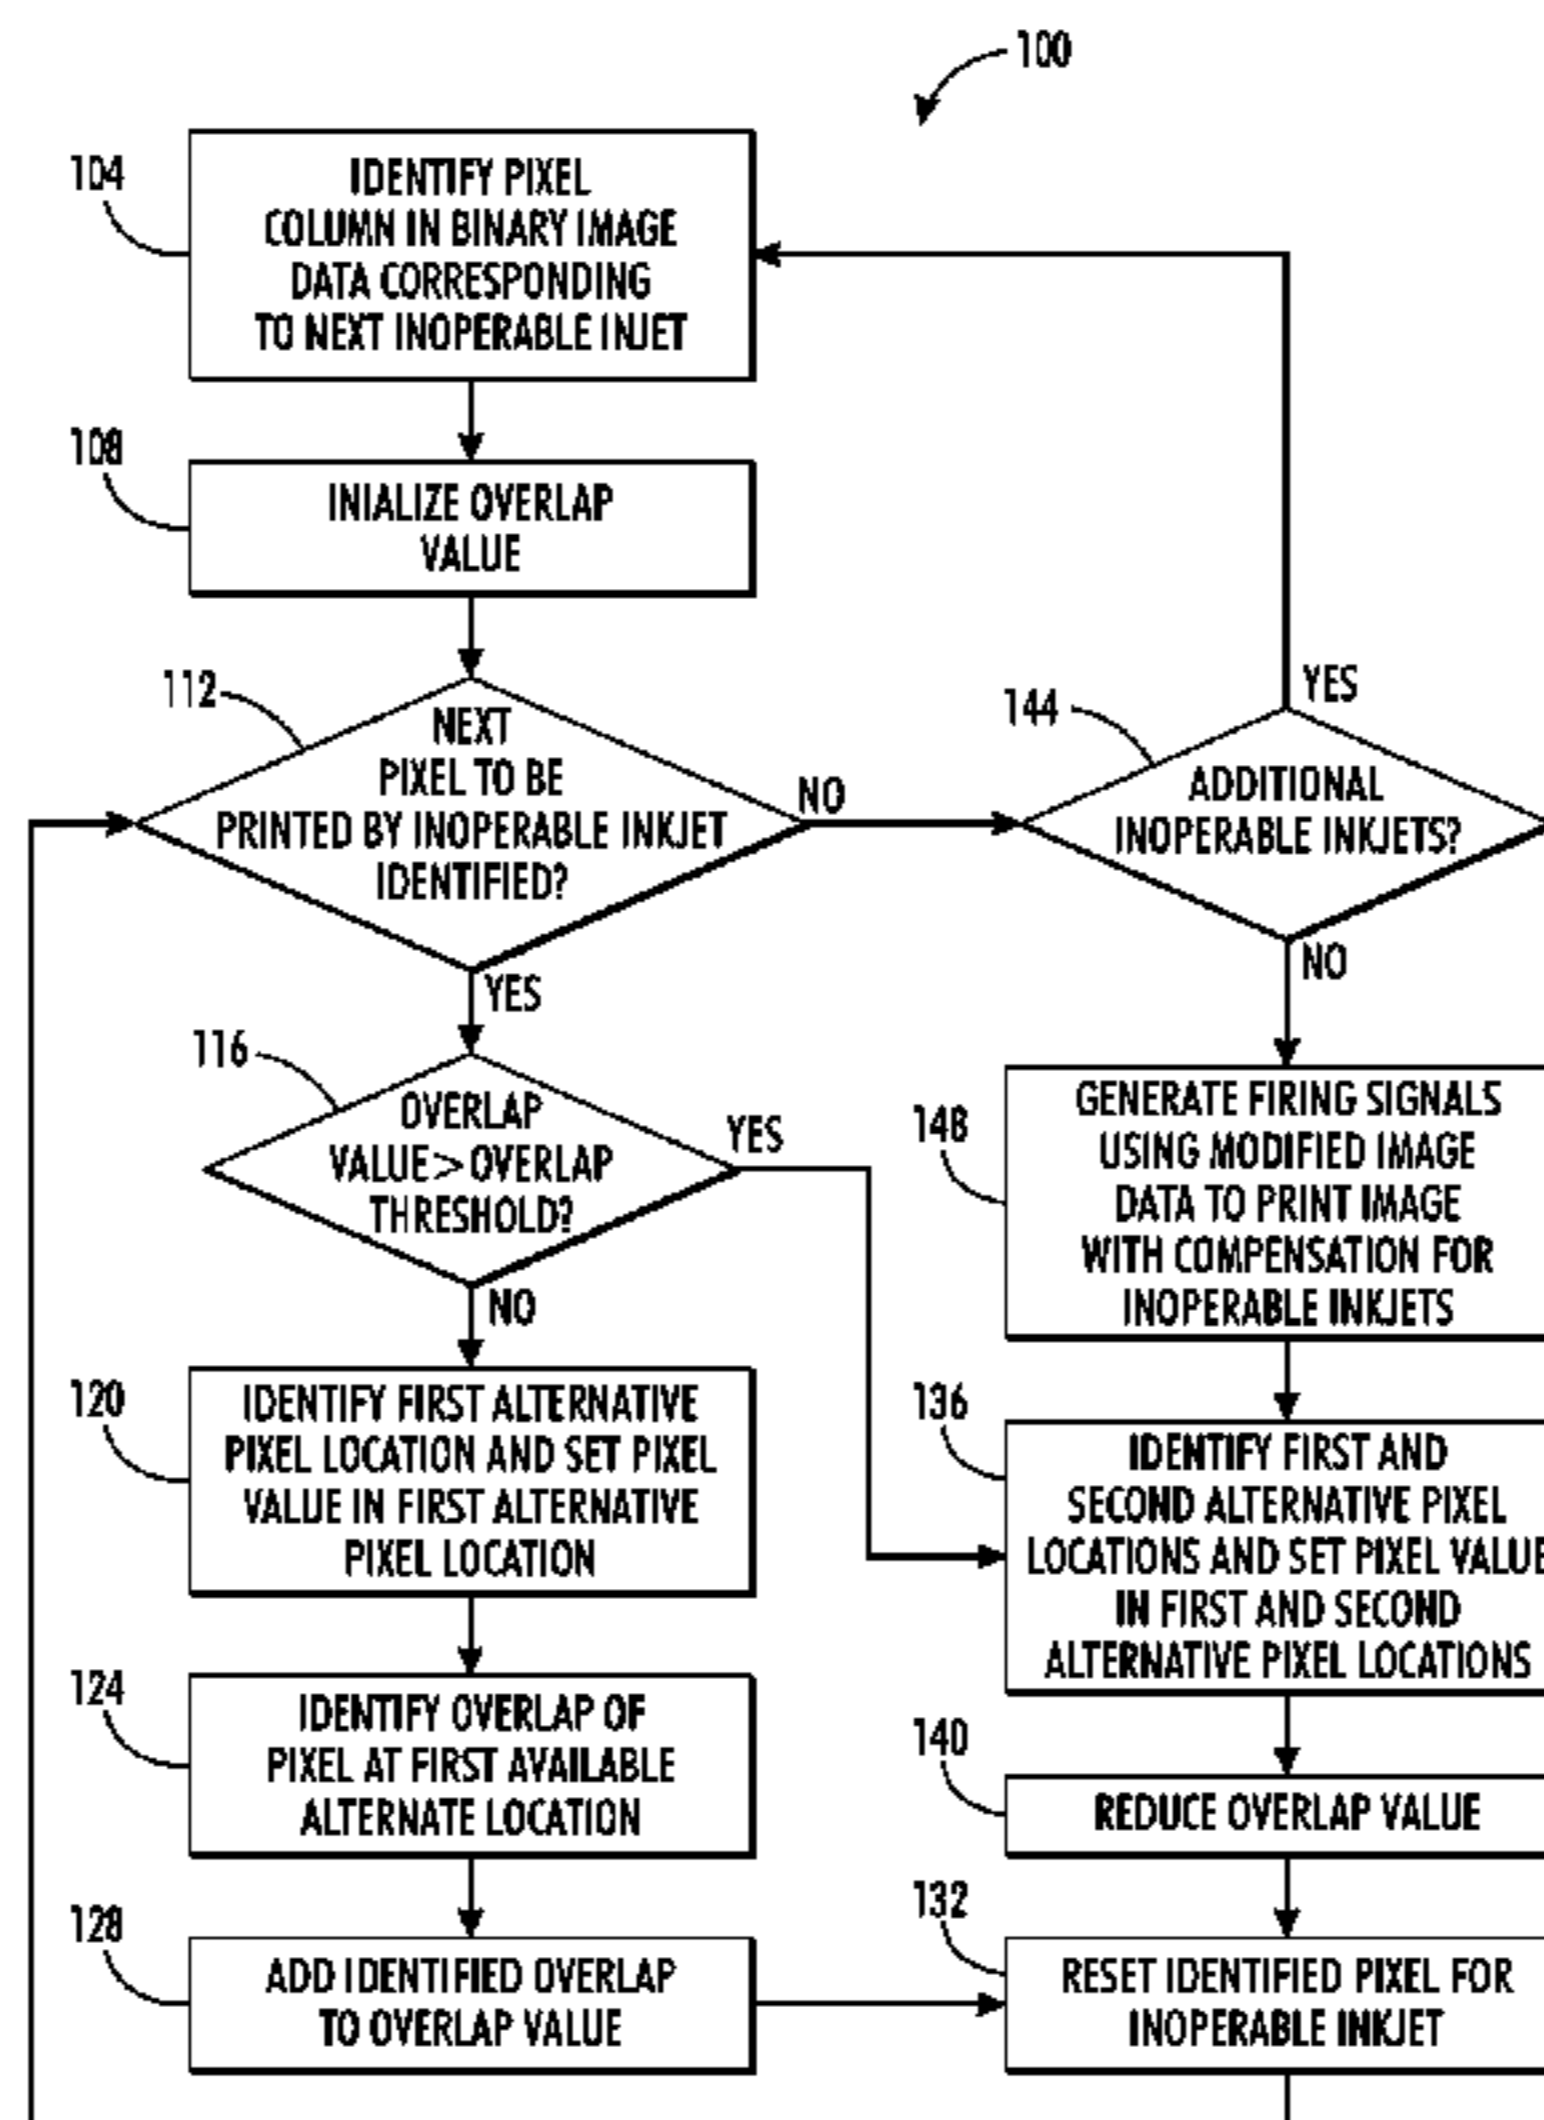 100
104
IDENTIFY PIXEL
COLUMN IN BINARY IMAGE
DATA CORRESPONDING
TO NEXT INOPERABLE INJET
108
INIALIZE OVERLAP
VALUE
112
NEXT
PIXEL TO BE
PRINTED BY INOPERABLE INKJET
IDENTIFIED?
NO
YES
144
ADDITIONAL
INOPERABLE INKJETS?
YES
NO
116
OVERLAP
VALUE>OVERLAP
THRESHOLD?
YES
NO
148
GENERATE FIRING SIGNALS
USING MODIFIED IMAGE
DATA TO PRINT IMAGE
WITH COMPENSATION FOR
INOPERABLE INKJETS
120
IDENTIFY FIRST ALTERNATIVE
PIXEL LOCATION AND SET PIXEL
VALUE IN FIRST ALTERNATIVE
PIXEL LOCATION
136
IDENTIFY FIRST AND
SECOND ALTERNATIVE PIXEL
LOCATIONS AND SET PIXEL VALUE
IN FIRST AND SECOND
ALTERNATIVE PIXEL LOCATIONS
124
IDENTIFY OVERLAP OF
PIXEL AT FIRST AVAILABLE
ALTERNATE LOCATION
140
REDUCE OVERLAP VALUE
128
ADD IDENTIFIED OVERLAP
TO OVERLAP VALUE
132
RESET IDENTIFIED PIXEL FOR
INOPERABLE INKJET